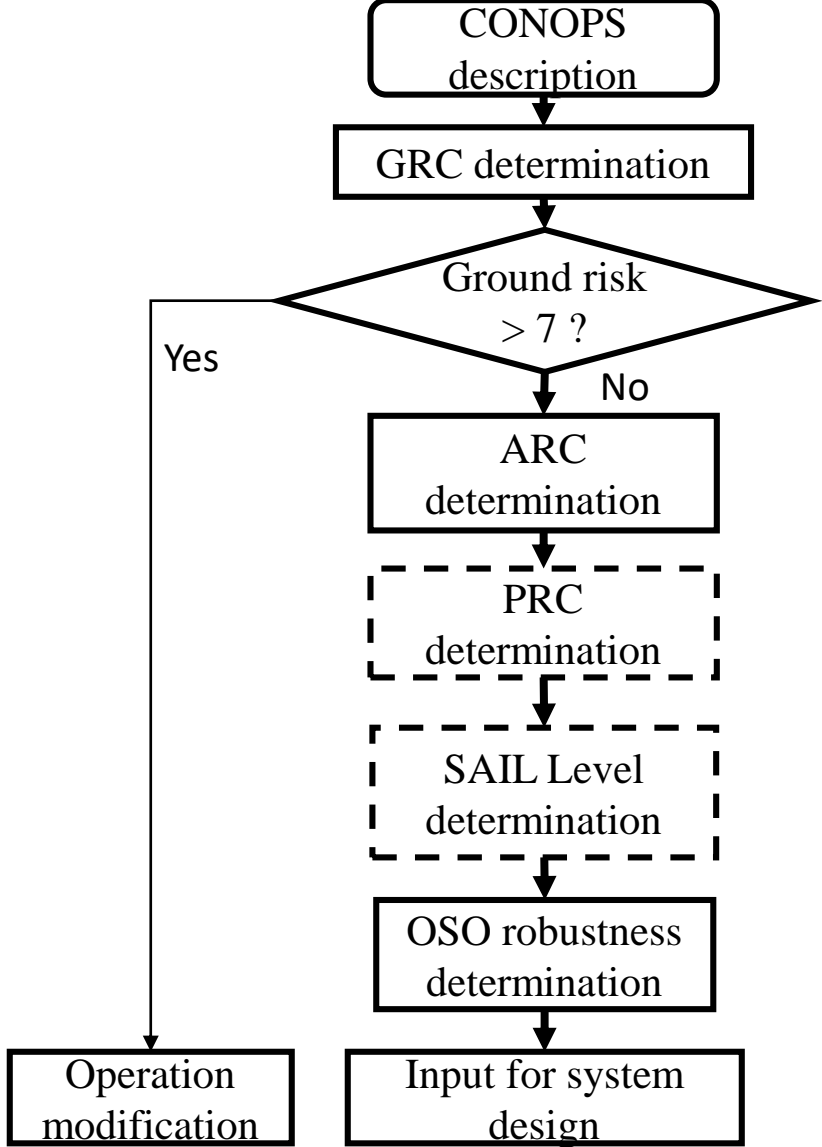 CONOPS
description
GRC determination
Ground risk
> 7 ?
Yes
No
ARC
determination
PRC
determination
SAIL Level
determination
OSO robustness
determination
Operation
modification
Input for system
design